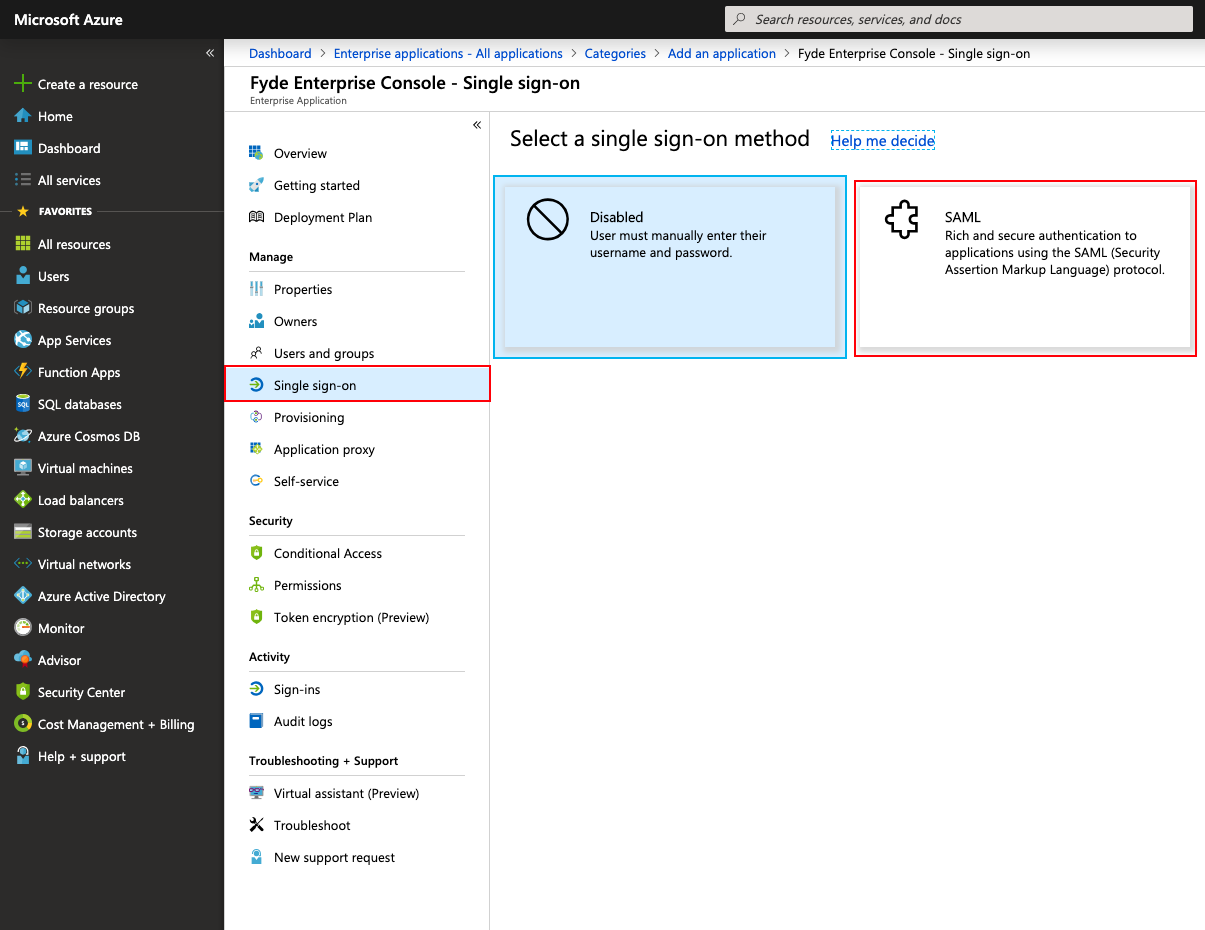 Microsoft Azure
Search resources, services, and docs
«
Create a resource
Home
Dashboard
All services
FAVORITES
All resources
Users
Resource groups
App Services
Function Apps
SQL databases
Azure Cosmos DB
Virtual machines
Load balancers
Storage accounts
Virtual networks
Azure Active Directory
Monitor
Advisor
Security Center
Cost Management + Billing
Help + support
Dashboard > Enterprise applications - All applications > Categories > Add an application > Fyde Enterprise Console - Single sign-on
Fyde Enterprise Console - Single sign-on
Enterprise Application
«
Overview
Getting started
Deployment Plan
Manage
Properties
Owners
Users and groups
Single sign-on
Provisioning
Application proxy
Self-service
Security
Conditional Access
Permissions
Token encryption (Preview)
Activity
Sign-ins
Audit logs
Troubleshooting + Support
Virtual assistant (Preview)
Troubleshoot
New support request
Select a single sign-on method Help me decide
Disabled
User must manually enter their
username and password.
SAML
Rich and secure authentication to
applications using the SAML (Security
Assertion Markup Language) protocol.